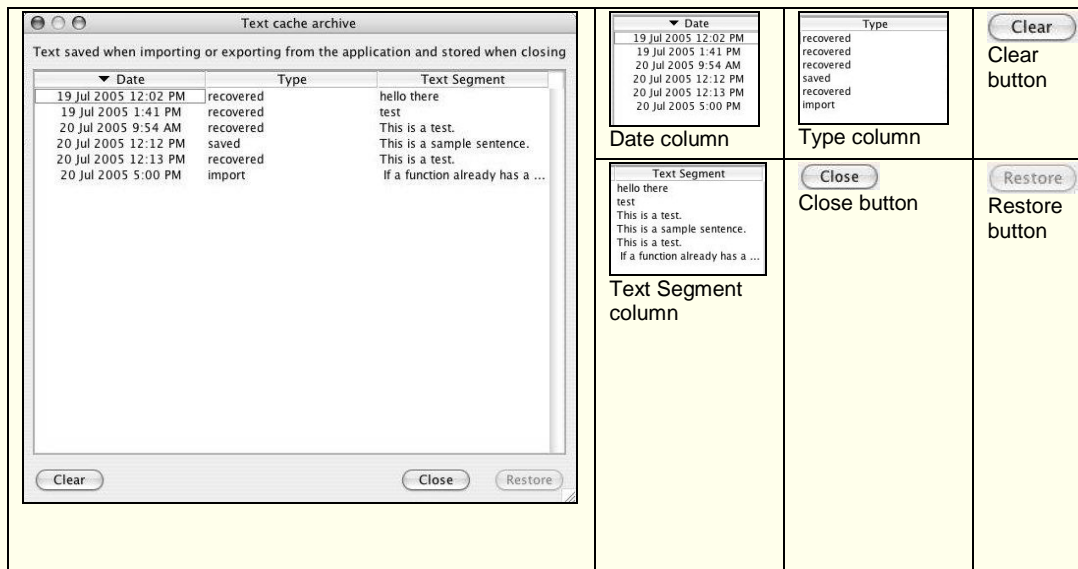 Text cache archive
Text saved when importing or exporting from the application and stored when closing
▼ Date Type Text Segment
19 Jul 2005 12:02 PM recovered hello there
19 Jul 2005 1:41 PM recovered test
20 Jul 2005 9:54 AM recovered This is a test.
20 Jul 2005 12:12 PM saved This is a sample sentence.
20 Jul 2005 12:13 PM recovered This is a test.
20 Jul 2005 5:00 PM import If a function already has a ...
Clear Close Restore
▼ Date
19 Jul 2005 12:02 PM
19 Jul 2005 1:41 PM
20 Jul 2005 9:54 AM
20 Jul 2005 12:12 PM
20 Jul 2005 12:13 PM
20 Jul 2005 5:00 PM
Date column
Type
recovered
recovered
recovered
saved
recovered
import
Type column
Clear
Clear
button
Text Segment
hello there
test
This is a test.
This is a sample sentence.
This is a test.
If a function already has a ...
Text Segment
column
Close
Close button
Restore
Restore
button